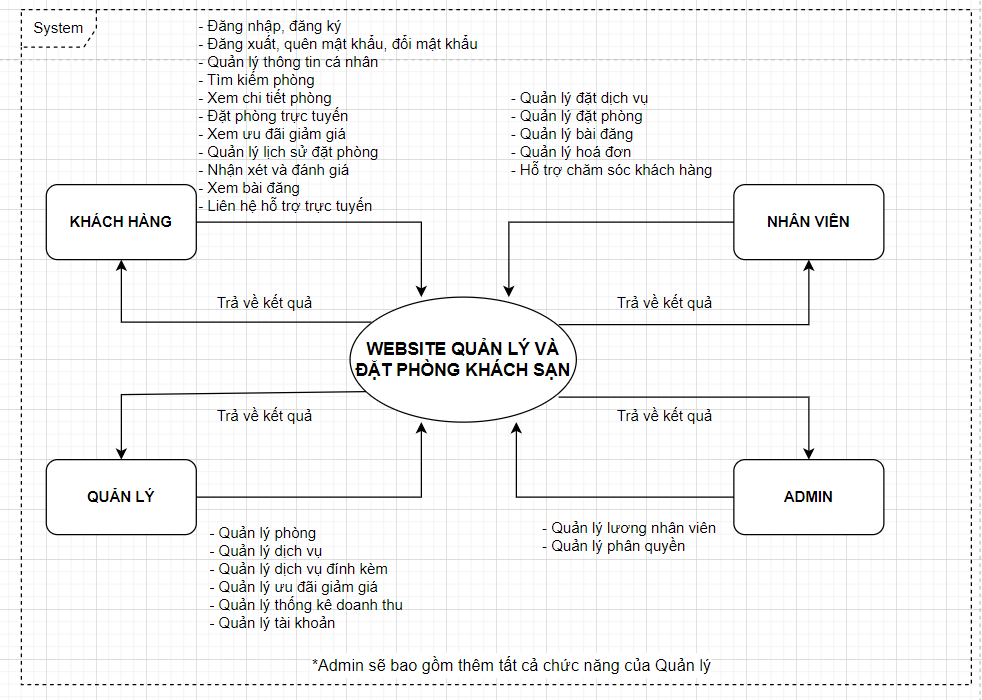 System
- Đăng nhập, đăng ký
- Đăng xuất, quên mật khẩu, đổi mật khẩu
- Quản lý thông tin cá nhân
- Tìm kiếm phòng
- Xem chi tiết phòng
- Đặt phòng trực tuyến
- Xem ưu đãi giảm giá
- Quản lý lịch sử đặt phòng
- Nhận xét và đánh giá
- Xem bài đăng
- Liên hệ hỗ trợ trực tuyến
- Quản lý đặt dịch vụ
- Quản lý đặt phòng
- Quản lý bài đăng
- Quản lý hoá đơn
- Hỗ trợ chăm sóc khách hàng
KHÁCH HÀNG
NHÂN VIÊN
Trả về kết quả
Trả về kết quả
WEBSITE QUẢN LÝ VÀ
ĐẶT PHÒNG KHÁCH SẠN
Trả về kết quả
Trả về kết quả
QUẢN LÝ
ADMIN
- Quản lý phòng
- Quản lý dịch vụ
- Quản lý dịch vụ đính kèm
- Quản lý ưu đãi giảm giá
- Quản lý thống kê doanh thu
- Quản lý tài khoản
- Quản lý lương nhân viên
- Quản lý phân quyền
*Admin sẽ bao gồm thêm tất cả chức năng của Quản lý